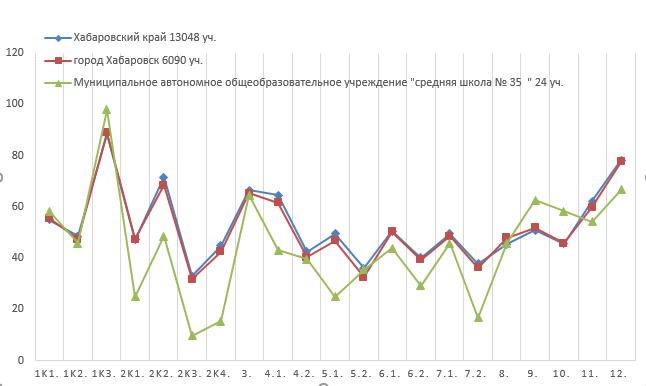 Хабаровский край 13048 уч.
город Хабаровск 6090 уч.
Муниципальное автономное общеобразовательное учреждение "средняя школа № 35 " 24 уч.
120
100
80
60
40
20
0
1К1. 1К2. 1К3. 2К1. 2К2. 2К3. 2К4. 3. 4.1. 4.2. 5.1. 5.2. 6.1. 6.2. 7.1. 7.2. 8. 9. 10. 11. 12.